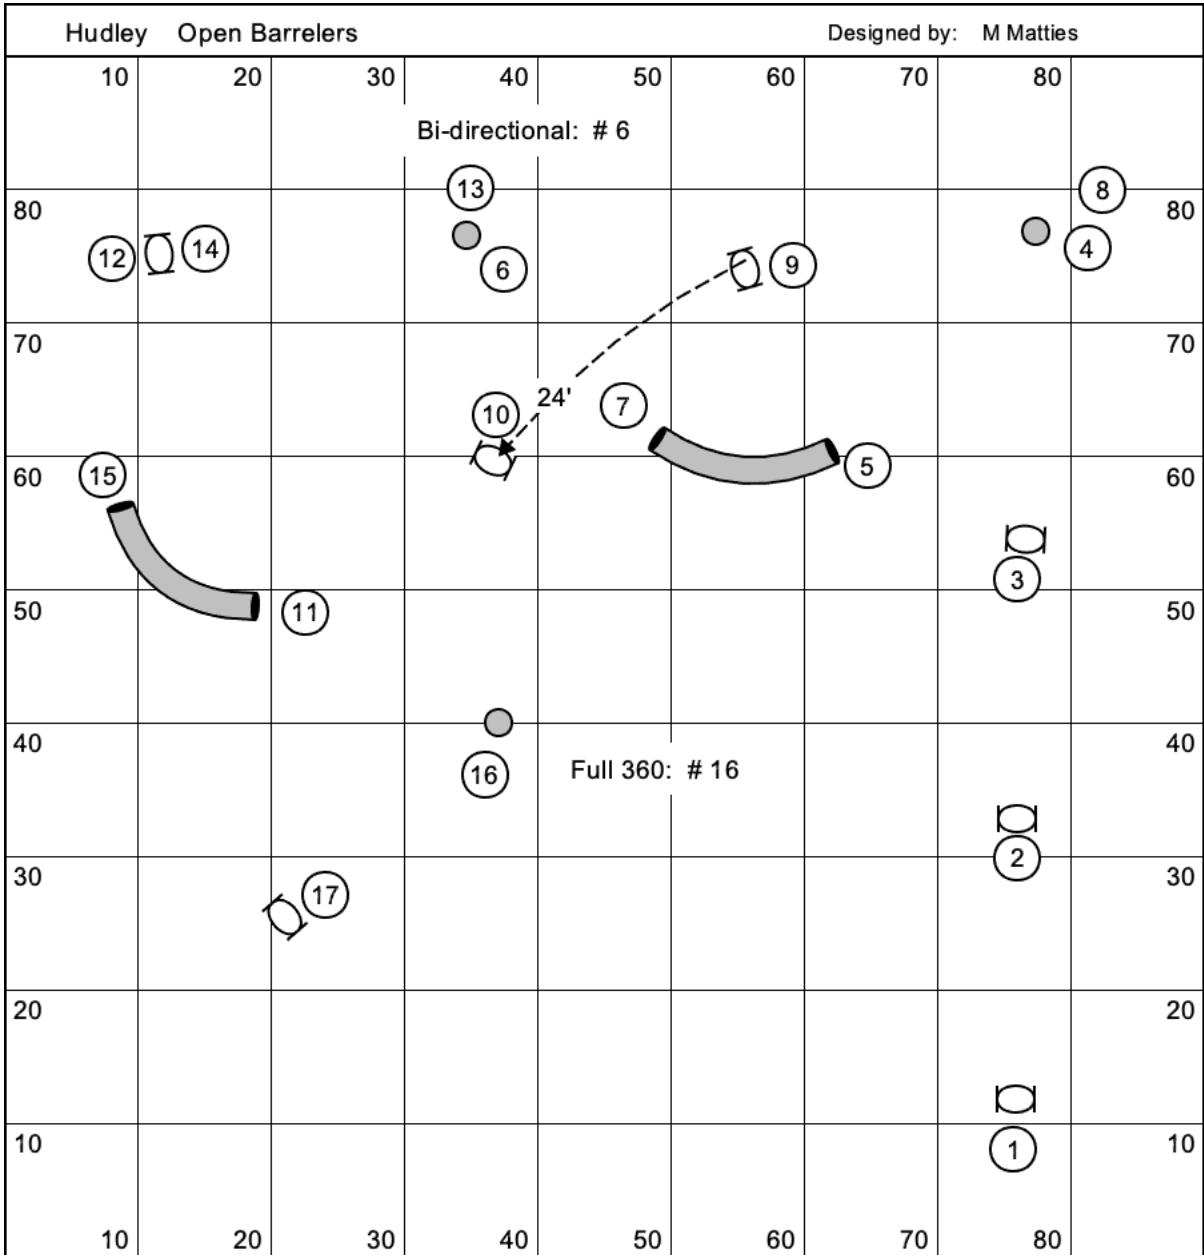 Hudley Open Barrelers Designed by: M Matties
10 20 30 40 50 60 70 80
Bi-directional: # 6
13 8
80 80
12 14 6 9 4
70 70
10 24' 7
15 60 5 60
3
50 11 50
40 40
16 Full 360: # 16
2
30 17 30
20 20
10 1 10
10 20 30 40 50 60 70 80